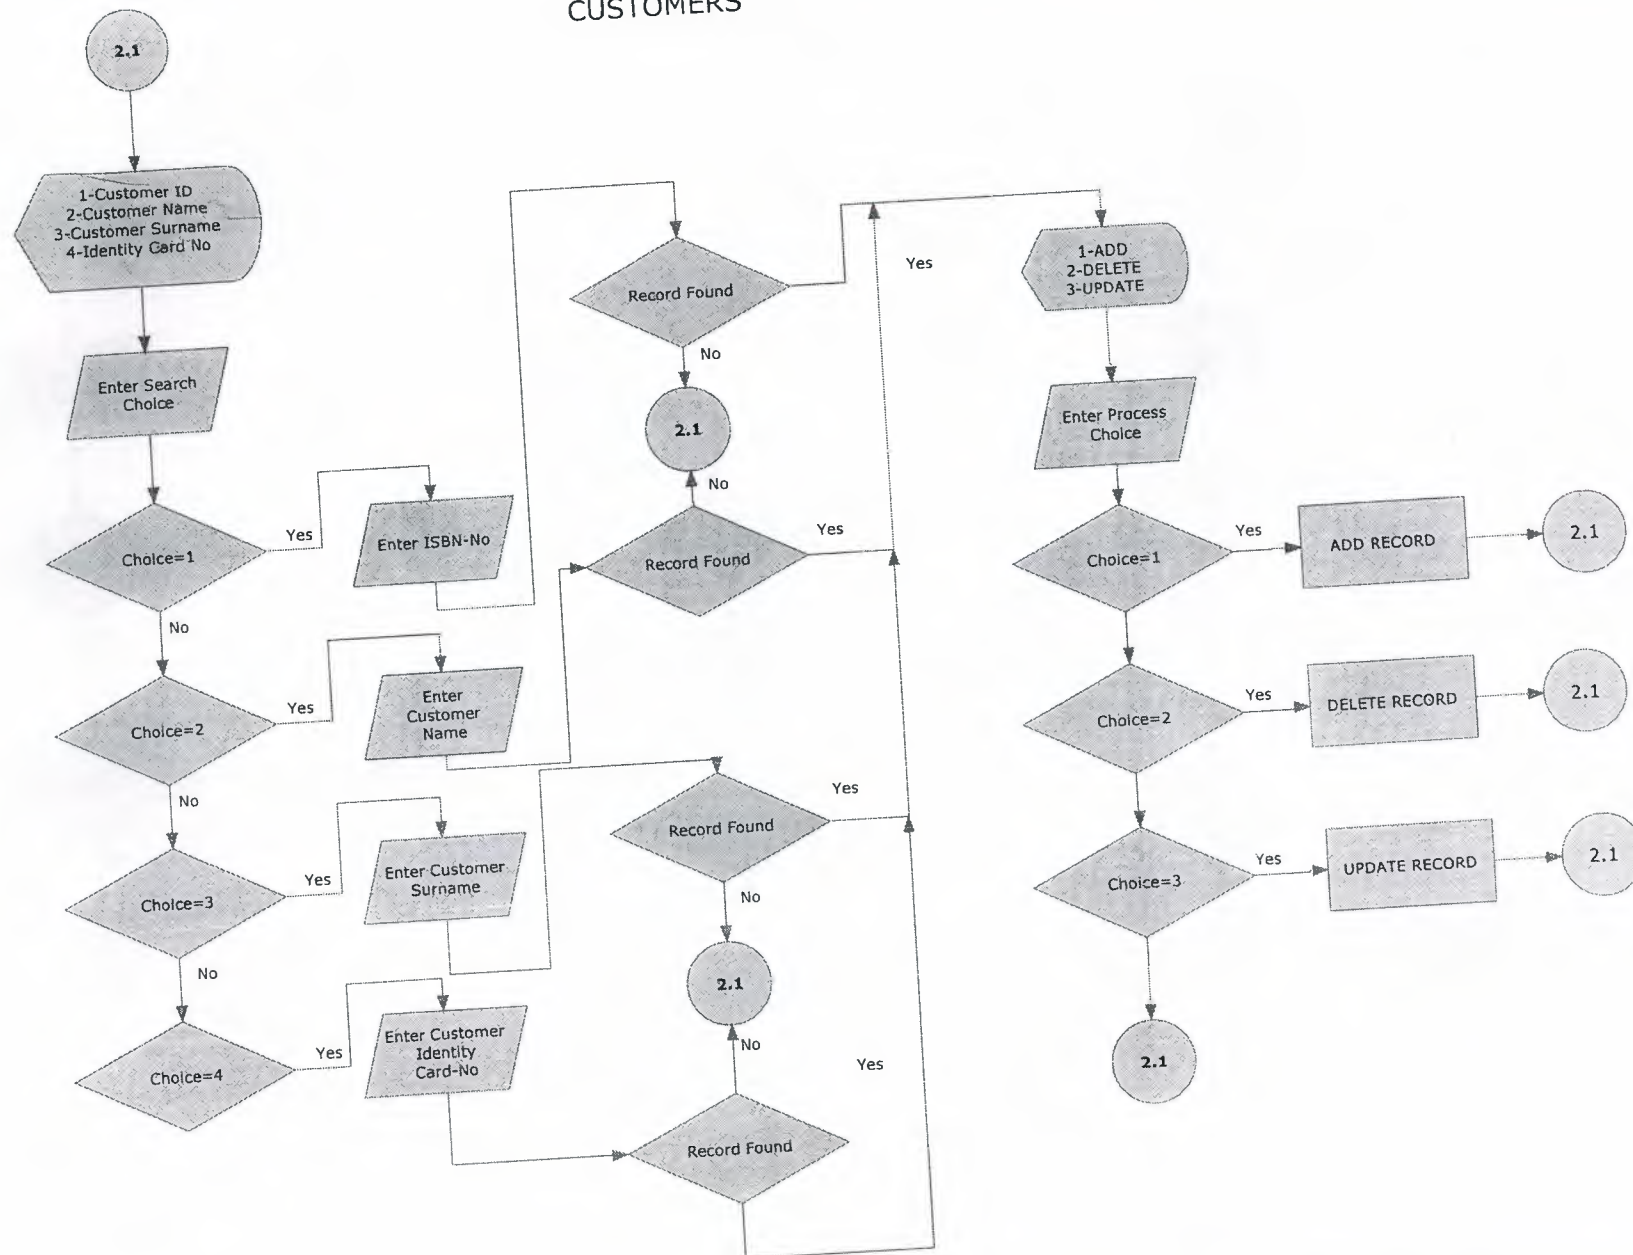 CUSTOMERS
2.1
1-Customer ID
2-Customer Name
3-Customer Surname
4-Identity Card No
Enter Search
Choice
Choice=1
Yes
Enter ISBN-No
No
Choice=2
Yes
Enter
Customer
Name
No
Choice=3
Yes
Enter Customer
Surname
No
Choice=4
Yes
Enter Customer
Identity
Card-No
Record Found
Yes
No
2.1
No
Record Found
Yes
Record Found
Yes
No
2.1
No
Record Found
Yes
1-ADD
2-DELETE
3-UPDATE
Enter Process
Choice
Choice=1
Yes
ADD RECORD
2.1
Choice=2
Yes
DELETE RECORD
2.1
Choice=3
Yes
UPDATE RECORD
2.1
2.1